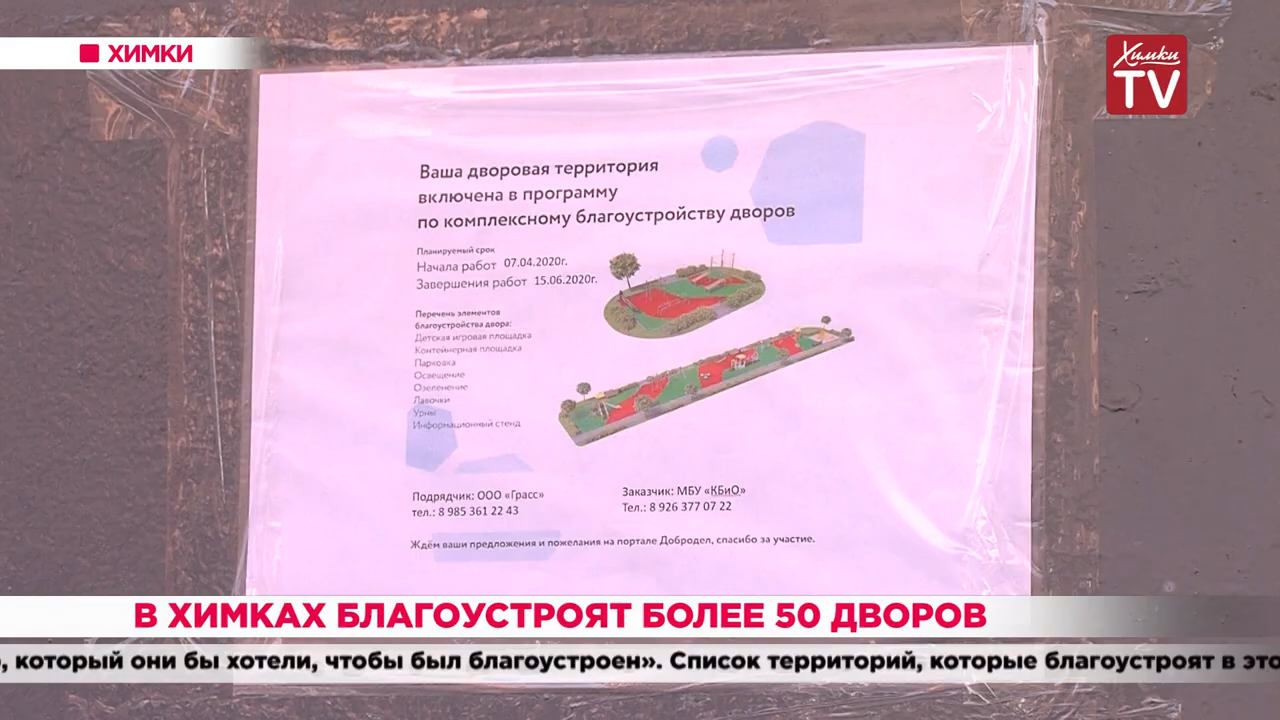 ХИМКИ
Химки
TV
Ваша дворовая территория
включена в программу
по комплексному благоустройству дворов
Планируемый срок
Начала работ 07.04.2020г.
Завершения работ 15.06.2020г.
Перечень элементов
благоустройства двора:
Детская игровая площадка
Контейнерная площадка
Парковка
Освещение
Озеленение
Лавочки
Урны
Информационный стенд
Подрядчик: ООО «Грасс»
тел.: 8 985 361 22 43
Заказчик: МБУ «КБиО»
Тел.: 8 926 377 07 22
Ждём ваши предложения и пожелания на портале Добродел, спасибо за участие.
В ХИМКАХ БЛАГОУСТРОЯТ БОЛЕЕ 50 ДВОРОВ
, который они бы хотели, чтобы был благоустроен». Список территорий, которые благоустроят в это